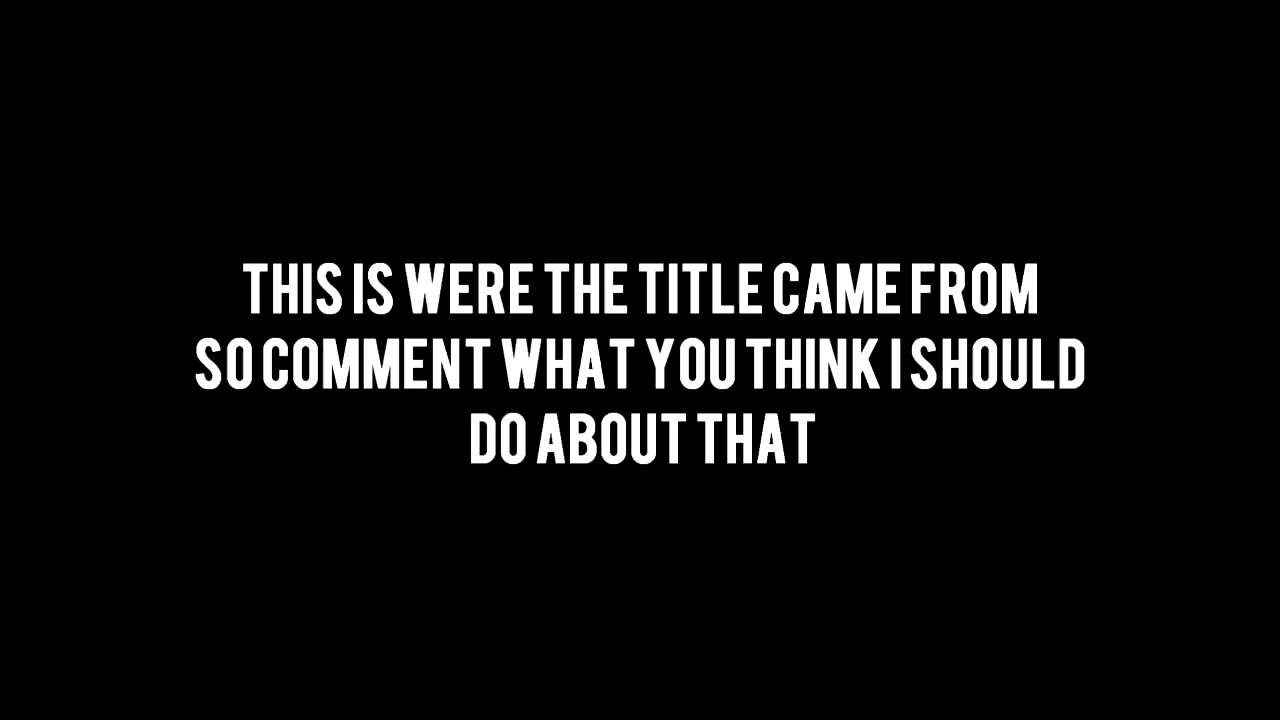 THIS IS WERE THE TITLE CAME FROM
SO COMMENT WHAT YOU THINK I SHOULD
DO ABOUT THAT